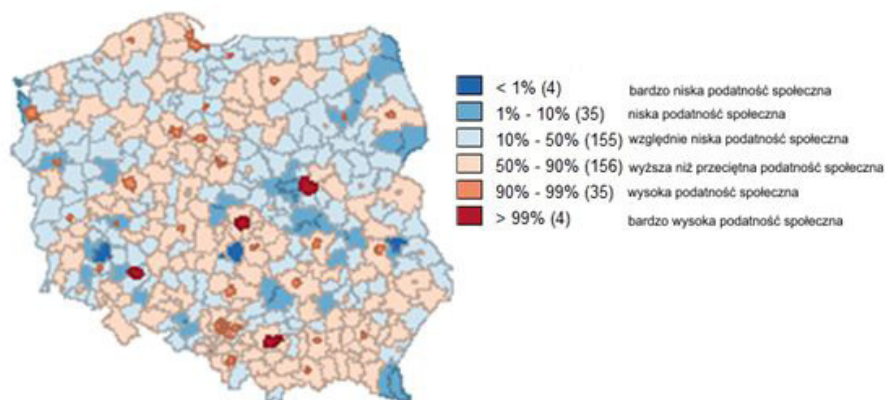 < 1% (4) bardzo niska podatność społeczna
1% - 10% (35) niska podatność społeczna
10% - 50% (155) względnie niska podatność społeczna
50% - 90% (156) wyższa niż przeciętna podatność społeczna
90% - 99% (35) wysoka podatność społeczna
> 99% (4) bardzo wysoka podatność społeczna